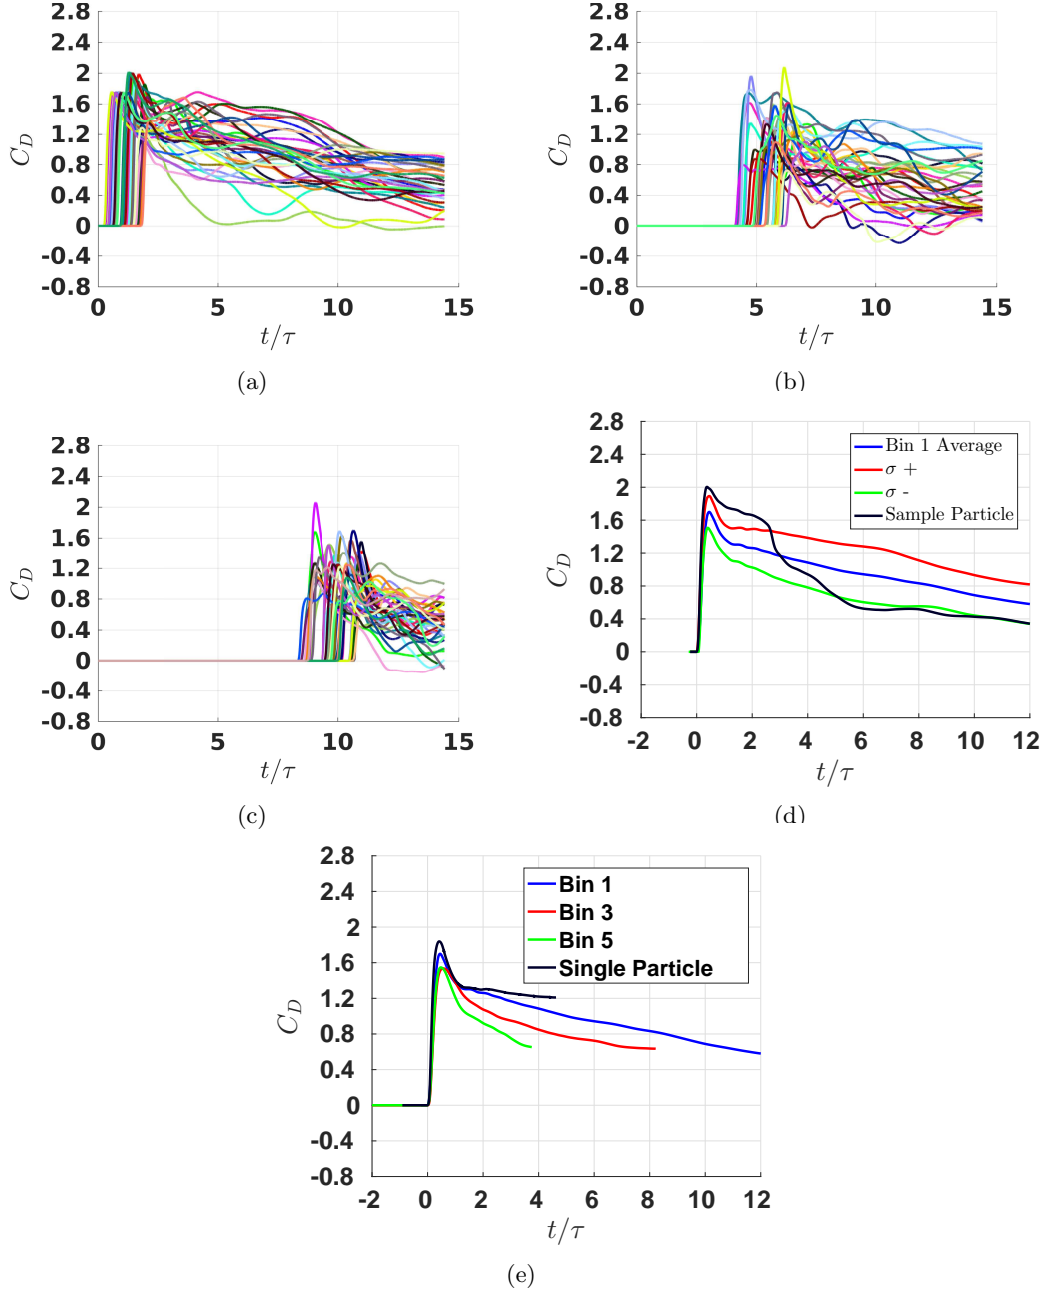 2.8
2.4
2
1.6
1.2
0.8
0.4
0
-0.4
-0.8
C_D
0 5 10 15
t/τ
(a)
2.8
2.4
2
1.6
1.2
0.8
0.4
0
-0.4
-0.8
C_D
0 5 10 15
t/τ
(b)
2.8
2.4
2
1.6
1.2
0.8
0.4
0
-0.4
-0.8
C_D
0 5 10 15
t/τ
(c)
2.8
2.4
2
1.6
1.2
0.8
0.4
0
-0.4
-0.8
C_D
Bin 1 Average
σ +
σ -
Sample Particle
-2 0 2 4 6 8 10 12
t/τ
(d)
2.8
2.4
2
1.6
1.2
0.8
0.4
0
-0.4
-0.8
C_D
Bin 1
Bin 3
Bin 5
Single Particle
-2 0 2 4 6 8 10 12
t/τ
(e)